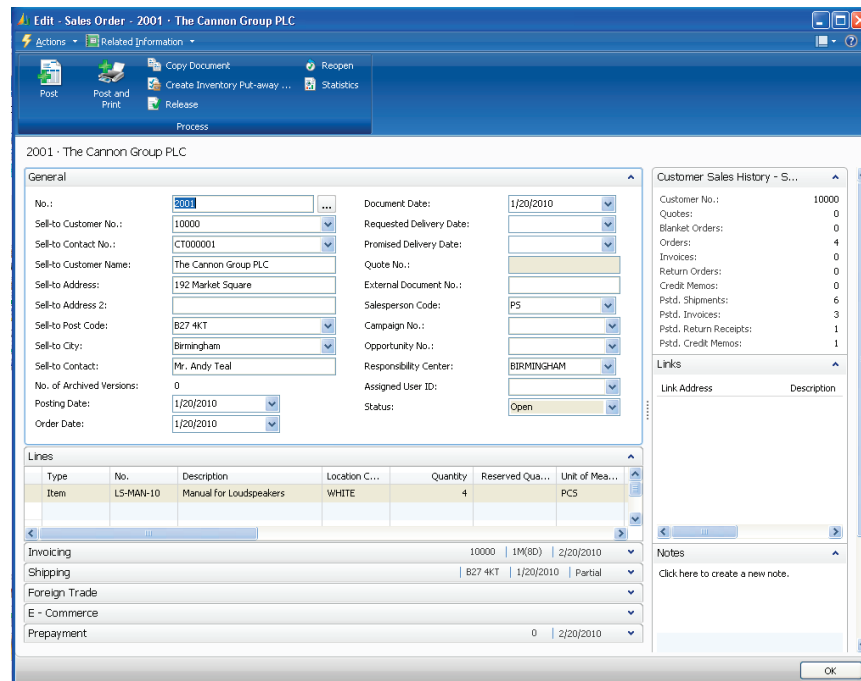 Edit - Sales Order - 2001 · The Cannon Group PLC
Actions
Related Information
Post
Post and Print
Copy Document
Create Inventory Put-away ...
Release
Reopen
Statistics
Process
2001 · The Cannon Group PLC
General
No.: 2001 ...
Sell-to Customer No.: 10000
Sell-to Contact No.: CT000001
Sell-to Customer Name: The Cannon Group PLC
Sell-to Address: 192 Market Square
Sell-to Address 2:
Sell-to Post Code: B27 4KT
Sell-to City: Birmingham
Sell-to Contact: Mr. Andy Teal
No. of Archived Versions: 0
Posting Date: 1/20/2010
Order Date: 1/20/2010
Document Date: 1/20/2010
Requested Delivery Date:
Promised Delivery Date:
Quote No.:
External Document No.:
Salesperson Code: PS
Campaign No.:
Opportunity No.:
Responsibility Center: BIRMINGHAM
Assigned User ID:
Status: Open
Lines
Type No. Description Location C... Quantity Reserved Qua... Unit of Mea...
Item LS-MAN-10 Manual for Loudspeakers WHITE 4 PCS
Invoicing 10000 1M(8D) 2/20/2010
Shipping B27 4KT 1/20/2010 Partial
Foreign Trade
E - Commerce
Prepayment 0 2/20/2010
Customer Sales History - S...
Customer No.: 10000
Quotes: 0
Blanket Orders: 0
Orders: 4
Invoices: 0
Return Orders: 0
Credit Memos: 0
Pstd. Shipments: 6
Pstd. Invoices: 3
Pstd. Return Receipts: 1
Pstd. Credit Memos: 1
Links
Link Address Description
Notes
Click here to create a new note.
OK